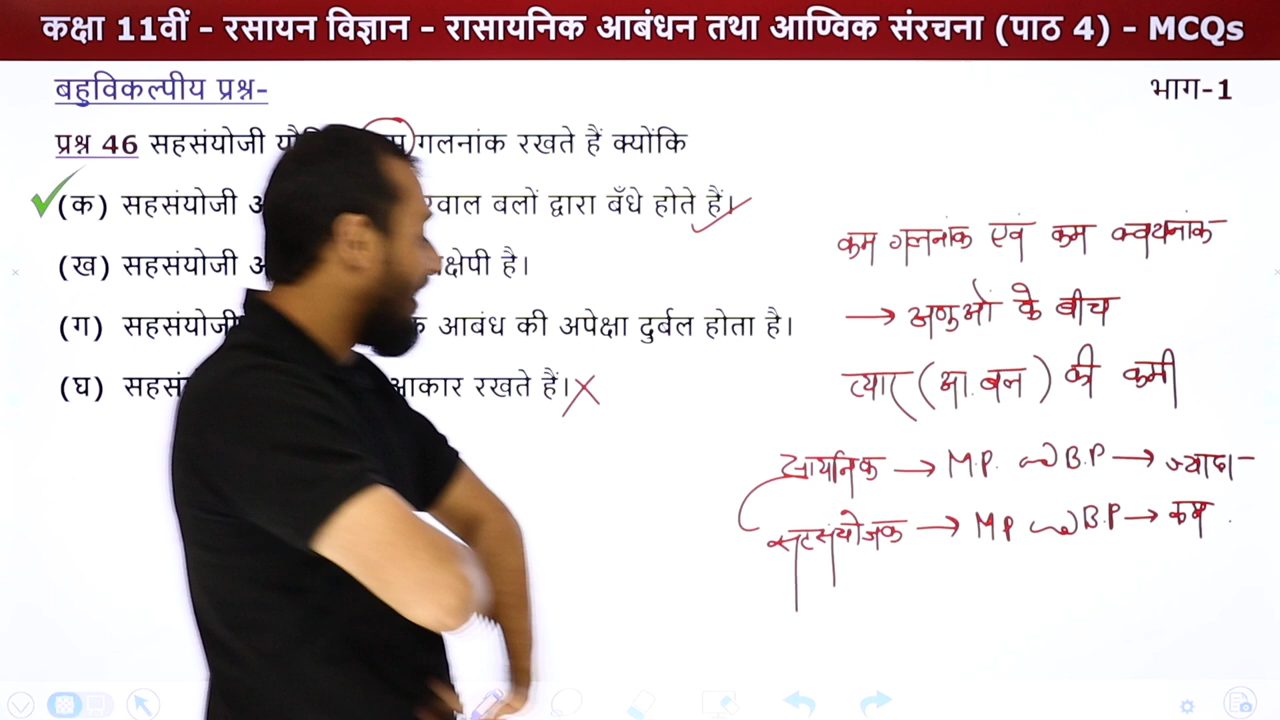 कक्षा 11वीं - रसायन विज्ञान - रासायनिक आबंधन तथा आण्विक संरचना (पाठ 4) - MCQs
बहुविकल्पीय प्रश्न-
भाग-1
प्रश्न 46 सहसंयोजी गलनांक रखते हैं क्योंकि
(क) सहसंयोजी बलों द्वारा बँधे होते हैं।
(ख) सहसंयोजी है।
(ग) सहसंयोजी आबंध की अपेक्षा दुर्बल होता है।
(घ) आकार रखते हैं।
कम गलनांक एवं कम क्वथनांक
→ अणुओं के बीच
(आ. बन) की कमी
→ M.P. B.P → ज्यादा
सहसंयोजक → M.P B.P → कम